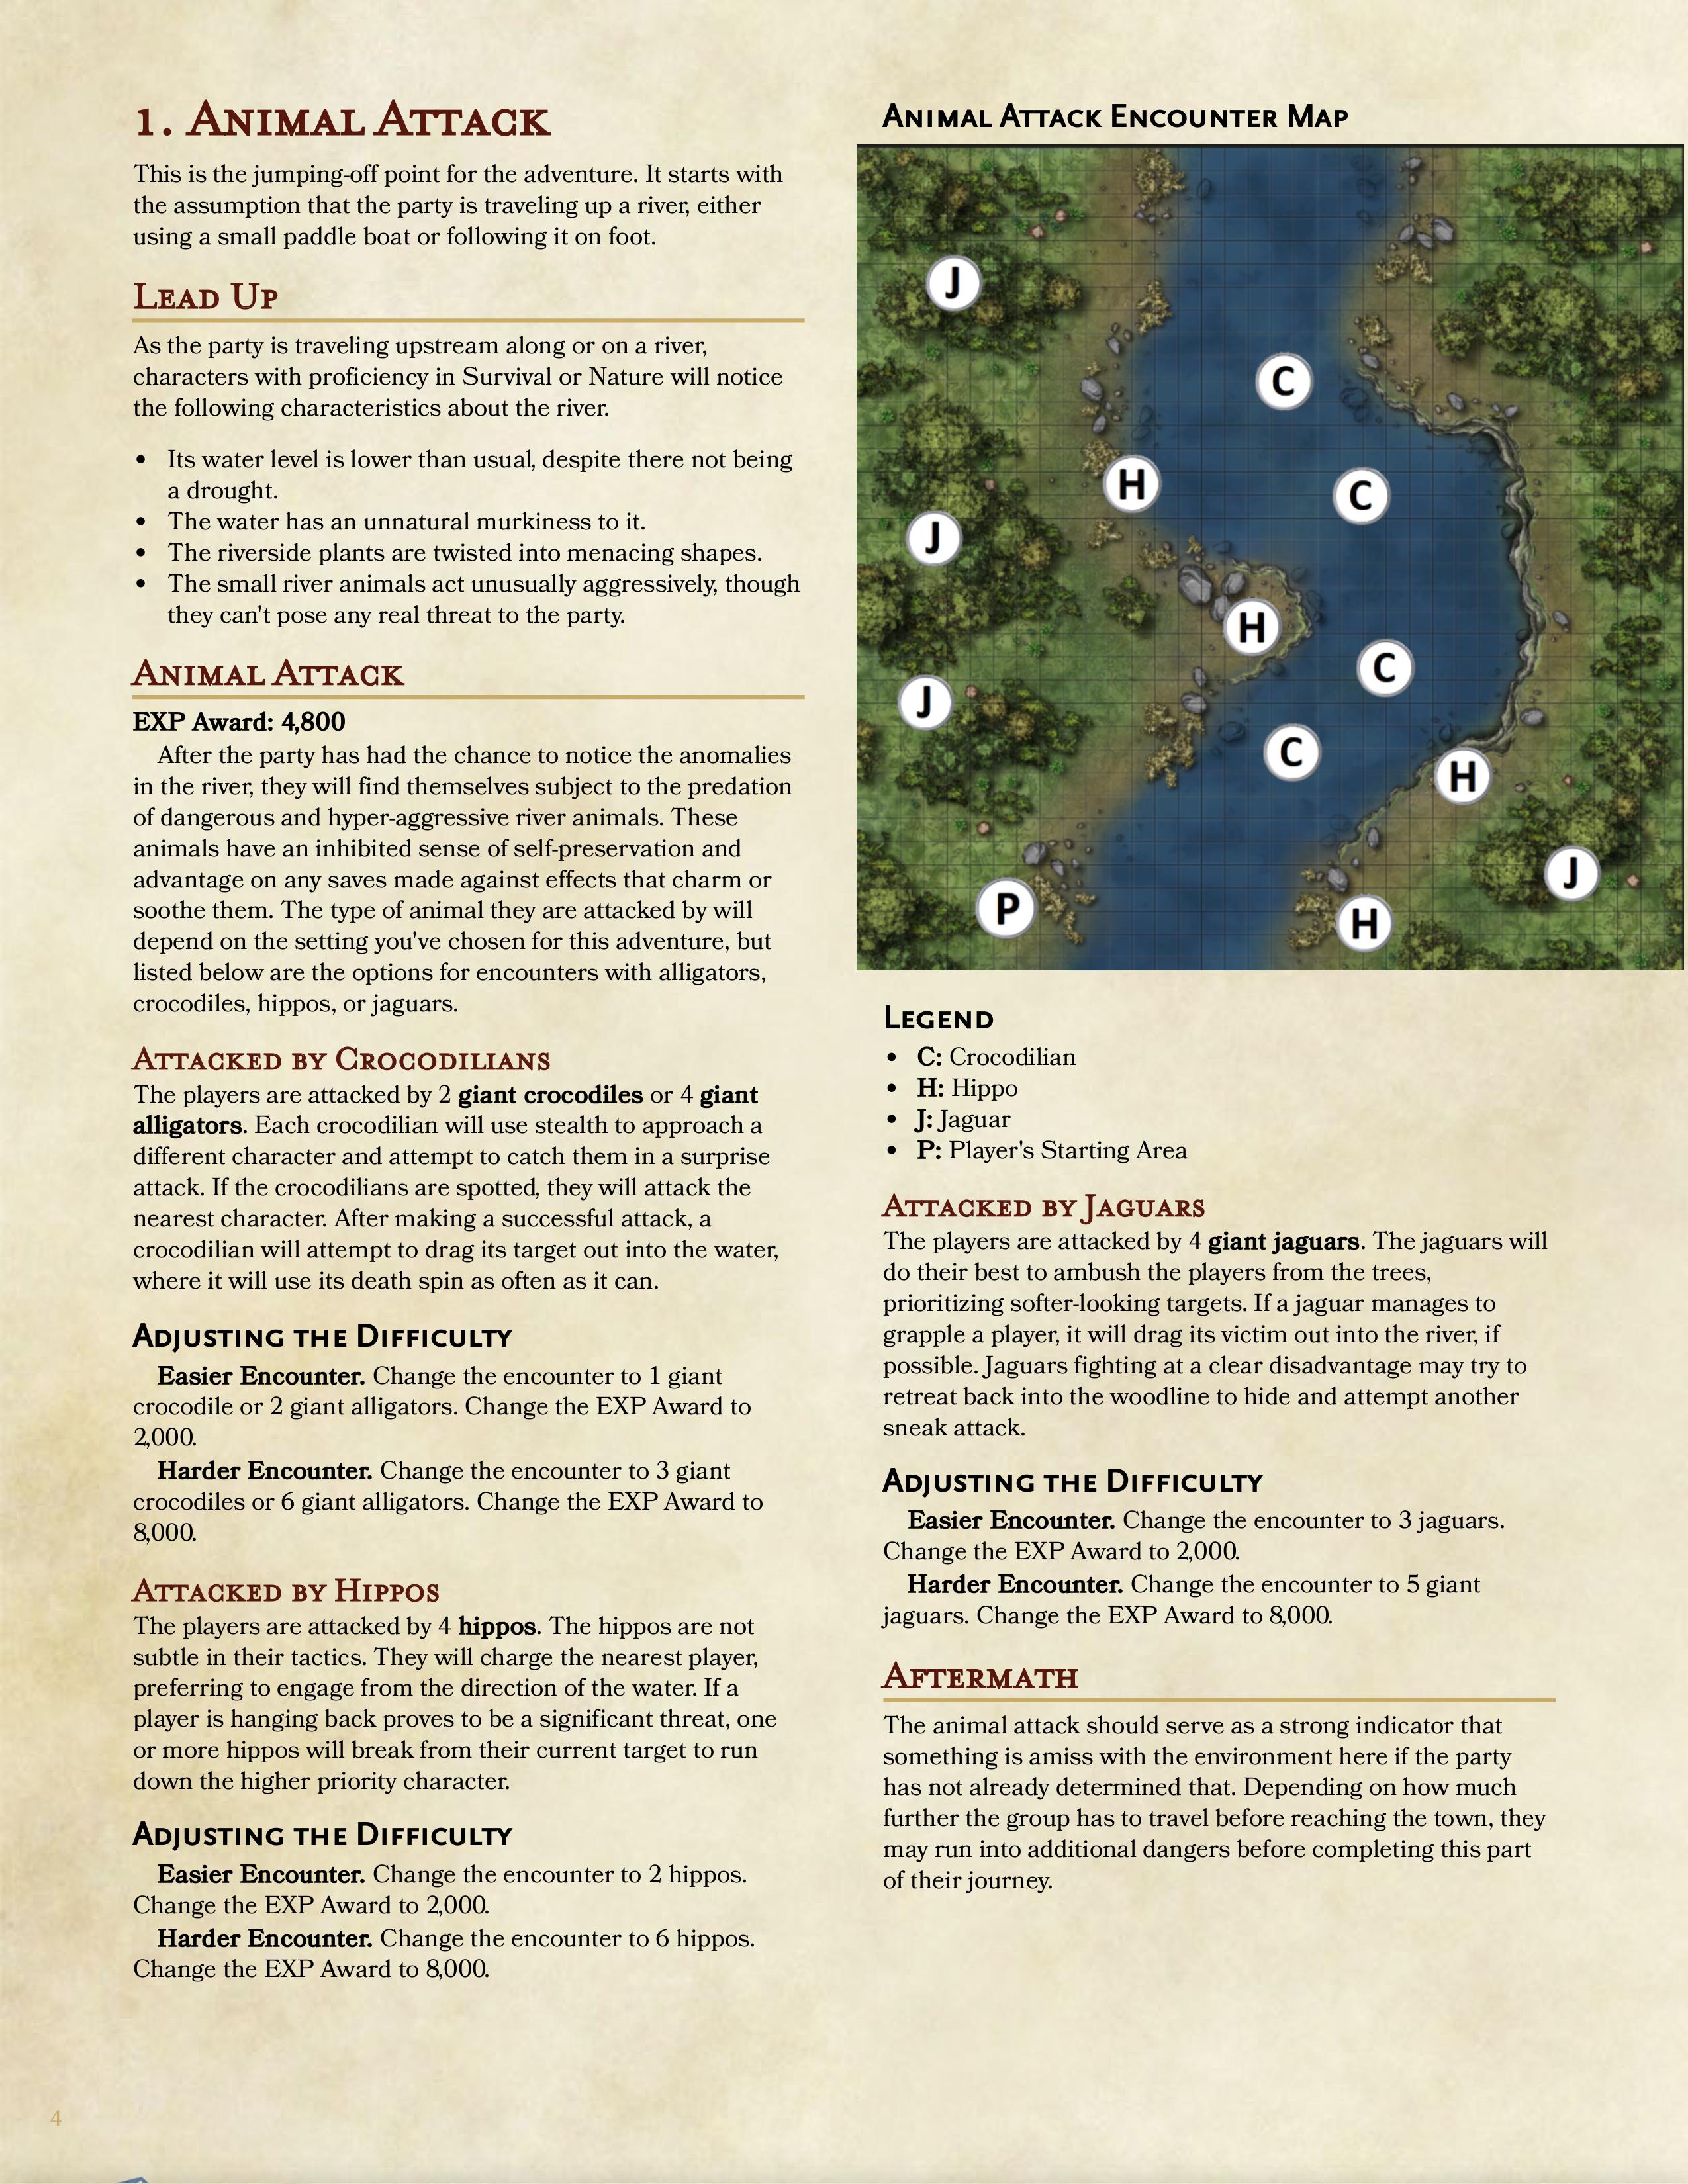 1. Animal Attack
This is the jumping-off point for the adventure. It starts with
the assumption that the party is traveling up a river, either
using a small paddle boat or following it on foot.
Lead Up
As the party is traveling upstream along or on a river,
characters with proficiency in Survival or Nature will notice
the following characteristics about the river.
• Its water level is lower than usual, despite there not being
a drought.
• The water has an unnatural murkiness to it.
• The riverside plants are twisted into menacing shapes.
• The small river animals act unusually aggressively, though
they can't pose any real threat to the party.
Animal Attack
EXP Award: 4,800
After the party has had the chance to notice the anomalies
in the river, they will find themselves subject to the predation
of dangerous and hyper-aggressive river animals. These
animals have an inhibited sense of self-preservation and
advantage on any saves made against effects that charm or
soothe them. The type of animal they are attacked by will
depend on the setting you've chosen for this adventure, but
listed below are the options for encounters with alligators,
crocodiles, hippos, or jaguars.
Attacked by Crocodilians
The players are attacked by 2 giant crocodiles or 4 giant
alligators. Each crocodilian will use stealth to approach a
different character and attempt to catch them in a surprise
attack. If the crocodilians are spotted, they will attack the
nearest character. After making a successful attack, a
crocodilian will attempt to drag its target out into the water,
where it will use its death spin as often as it can.
Adjusting the Difficulty
Easier Encounter. Change the encounter to 1 giant
crocodile or 2 giant alligators. Change the EXP Award to
2,000.
Harder Encounter. Change the encounter to 3 giant
crocodiles or 6 giant alligators. Change the EXP Award to
8,000.
Attacked by Hippos
The players are attacked by 4 hippos. The hippos are not
subtle in their tactics. They will charge the nearest player,
preferring to engage from the direction of the water. If a
player is hanging back proves to be a significant threat, one
or more hippos will break from their current target to run
down the higher priority character.
Adjusting the Difficulty
Easier Encounter. Change the encounter to 2 hippos.
Change the EXP Award to 2,000.
Harder Encounter. Change the encounter to 6 hippos.
Change the EXP Award to 8,000.
Animal Attack Encounter Map
J
C
H
C
J
H
C
J
C
H
J
P
H
Legend
• C: Crocodilian
• H: Hippo
• J: Jaguar
• P: Player's Starting Area
Attacked by Jaguars
The players are attacked by 4 giant jaguars. The jaguars will
do their best to ambush the players from the trees,
prioritizing softer-looking targets. If a jaguar manages to
grapple a player, it will drag its victim out into the river, if
possible. Jaguars fighting at a clear disadvantage may try to
retreat back into the woodline to hide and attempt another
sneak attack.
Adjusting the Difficulty
Easier Encounter. Change the encounter to 3 jaguars.
Change the EXP Award to 2,000.
Harder Encounter. Change the encounter to 5 giant
jaguars. Change the EXP Award to 8,000.
Aftermath
The animal attack should serve as a strong indicator that
something is amiss with the environment here if the party
has not already determined that. Depending on how much
further the group has to travel before reaching the town, they
may run into additional dangers before completing this part
of their journey.
4